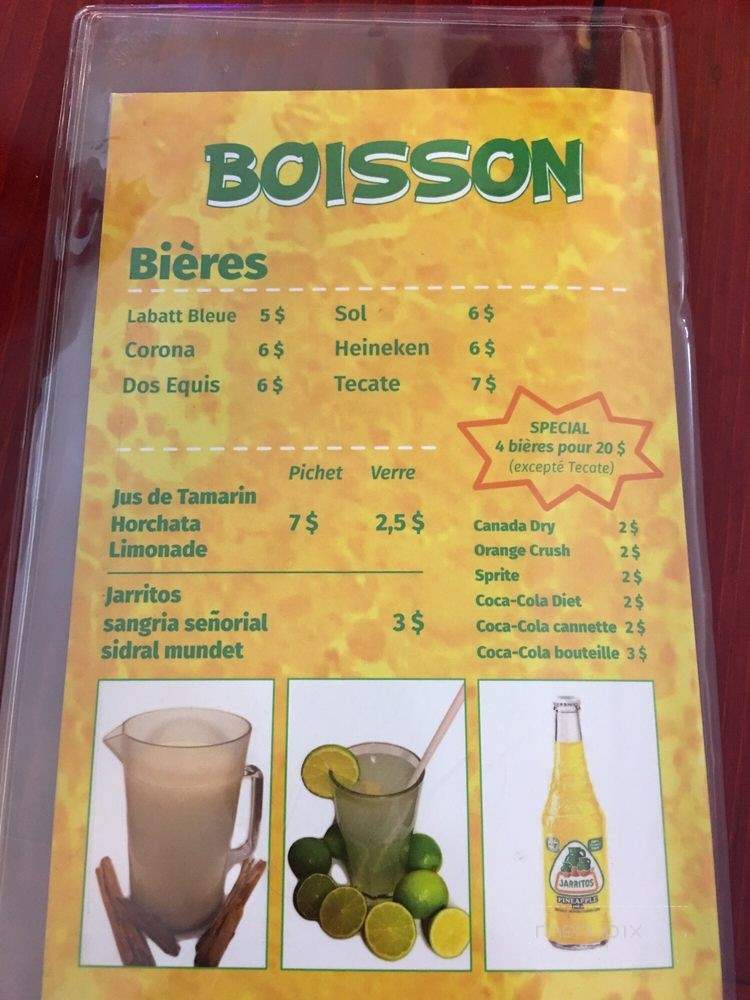 BOISSON
Bières
Labatt Bleue 5 $ Sol 6 $
Corona 6 $ Heineken 6 $
Dos Equis 6 $ Tecate 7 $
SPECIAL
4 bières pour 20 $
(excepté Tecate)
Pichet Verre
Jus de Tamarin
Horchata 7 $ 2,5 $
Limonade
Jarritos
sangria señorial 3 $
sidral mundet
Canada Dry 2 $
Orange Crush 2 $
Sprite 2 $
Coca-Cola Diet 2 $
Coca-Cola cannette 2 $
Coca-Cola bouteille 3 $
JARRITOS
PINEAPPLE